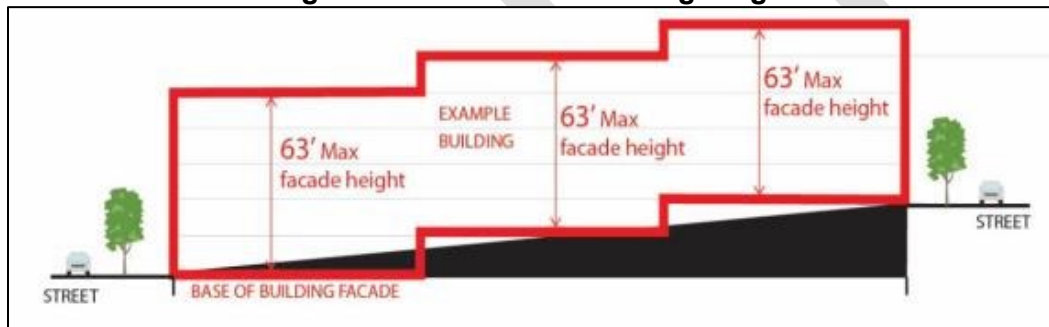 63′ Max
facade height
EXAMPLE
BUILDING
63′ Max
facade height
63′ Max
facade height
STREET
BASE OF BUILDING FACADE
STREET